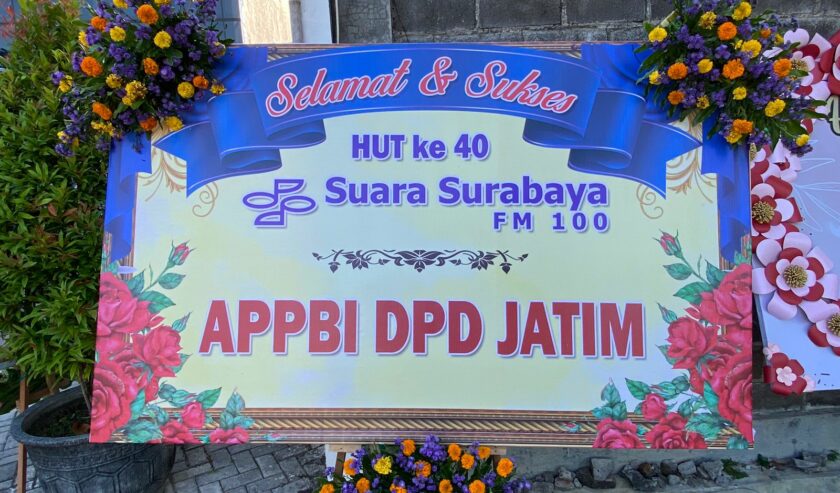 Selamat & Sukses
HUT ke 40
Suara Surabaya
FM 100
APPBI DPD JATIM